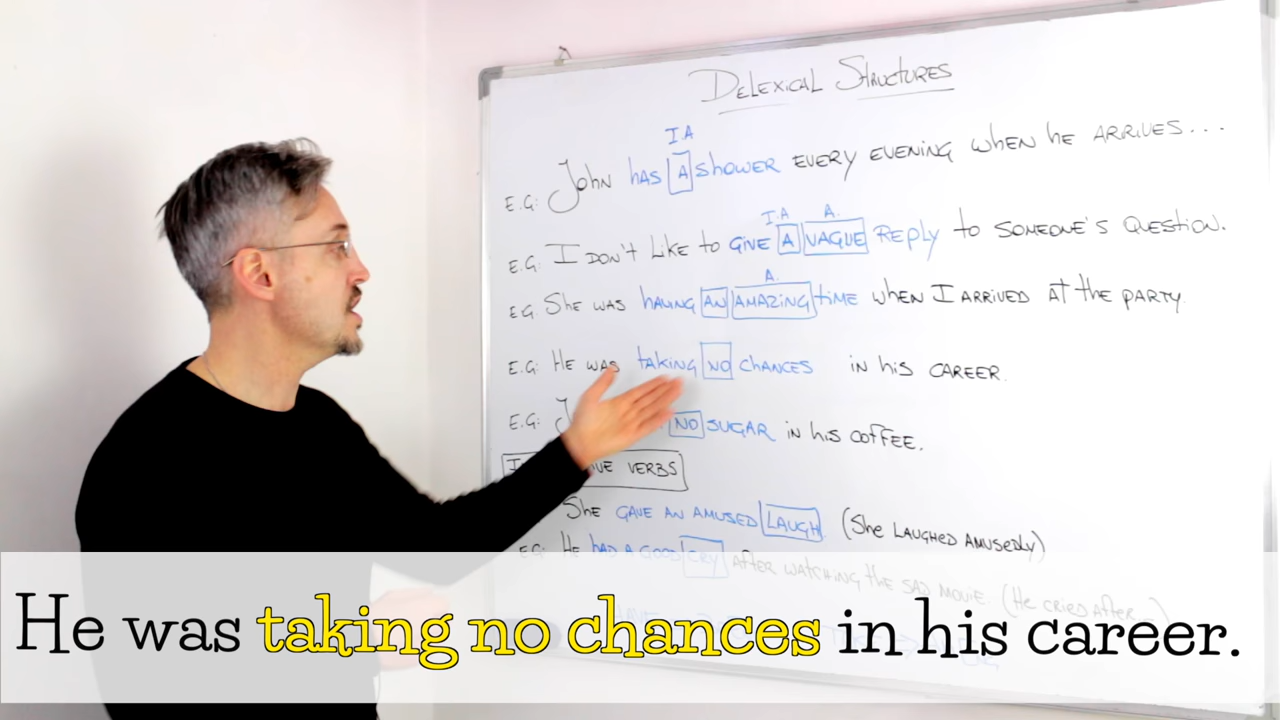 DELEXICAL STRUCTURES
I.A
E.G: JOHN HAS A SHOWER EVERY EVENING WHEN HE ARRIVES...
I.A A.
E.G: I DON'T LIKE TO GIVE A VAGUE REPLY TO SOMEONE'S QUESTION.
A.
EG. SHE WAS HAVING AN AMAZING TIME WHEN I ARRIVED AT THE PARTY.
E.G: HE WAS TAKING NO CHANCES IN HIS CAREER.
E.G: NO SUGAR IN HIS COFFEE.
VERBS
SHE GAVE AN AMUSED LAUGH (SHE LAUGHED AMUSEDLY)
EG: HE HAD A GOOD CRY AFTER WATCHING THE SAD MOVIE. (HE CRIED AFTER...)
He was taking no chances in his career.